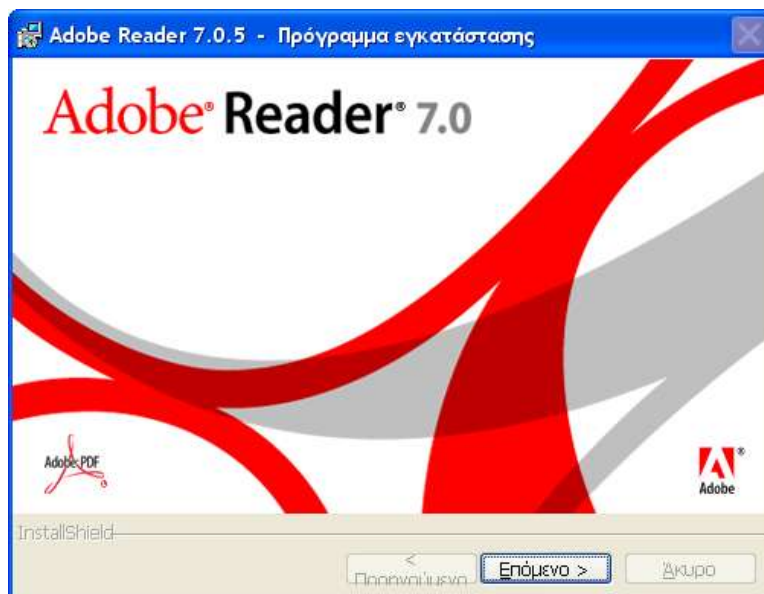 Adobe Reader 7.0.5 - Πρόγραμμα εγκατάστασης
Adobe® Reader® 7.0
Adobe PDF
Adobe
InstallShield
<
Προηγούμενο
Επόμενο >
Άκυρο